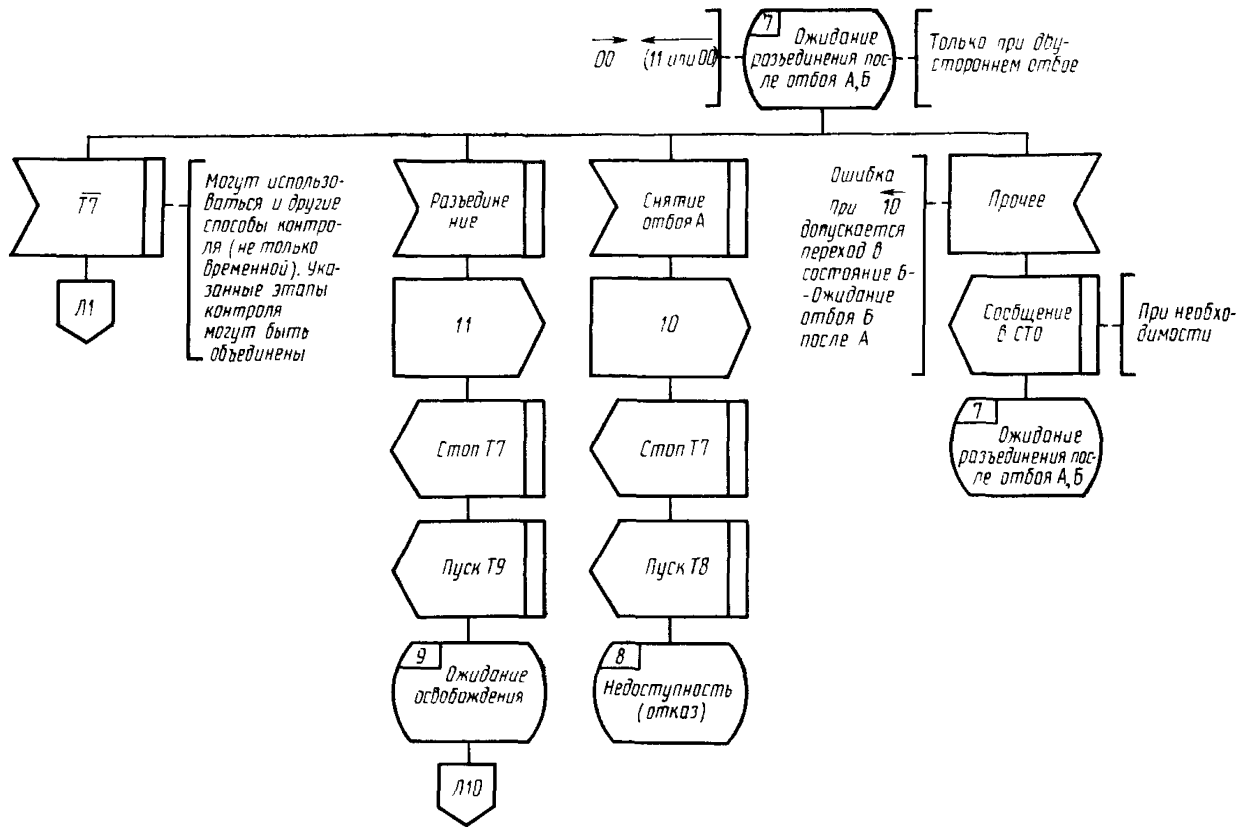 00
(11 или 00)
7
Ожидание
разъединения пос-
ле отбоя А,Б
Только при дву-
стороннем отбое
Т7
Могут использо-
ваться и другие
способы контро-
ля (не только
временной). Ука-
занные этапы
контроля
могут быть
объединены
Л1
Разъедине
ние
11
Стоп Т7
Пуск Т9
9
Ожидание
освобождения
Л10
Снятие
отбоя А
10
Стоп Т7
Пуск Т8
8
Недоступность
(отказ)
Ошибка
При 10
допускается
переход в
состояние 6-
-Ожидание
отбоя Б
после А
Прочее
Сообщение
в СТО
При необхо-
димости
7
Ожидание
разъединения пос-
ле отбоя А,Б